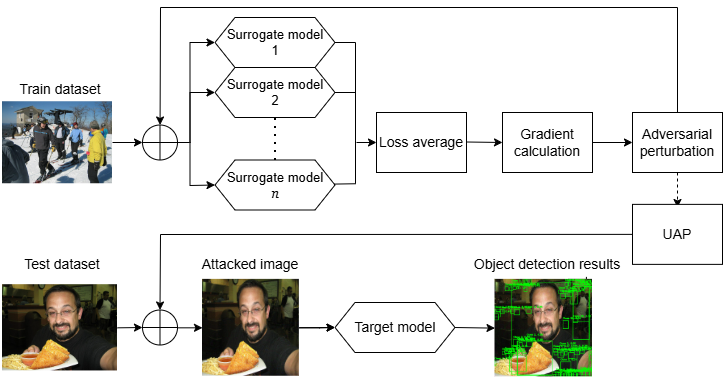 Surrogate model
1
Train dataset
Surrogate model
2
Loss average
Gradient
calculation
Adversarial
perturbation
Surrogate model
n
UAP
Test dataset
Attacked image
Object detection results
Target model